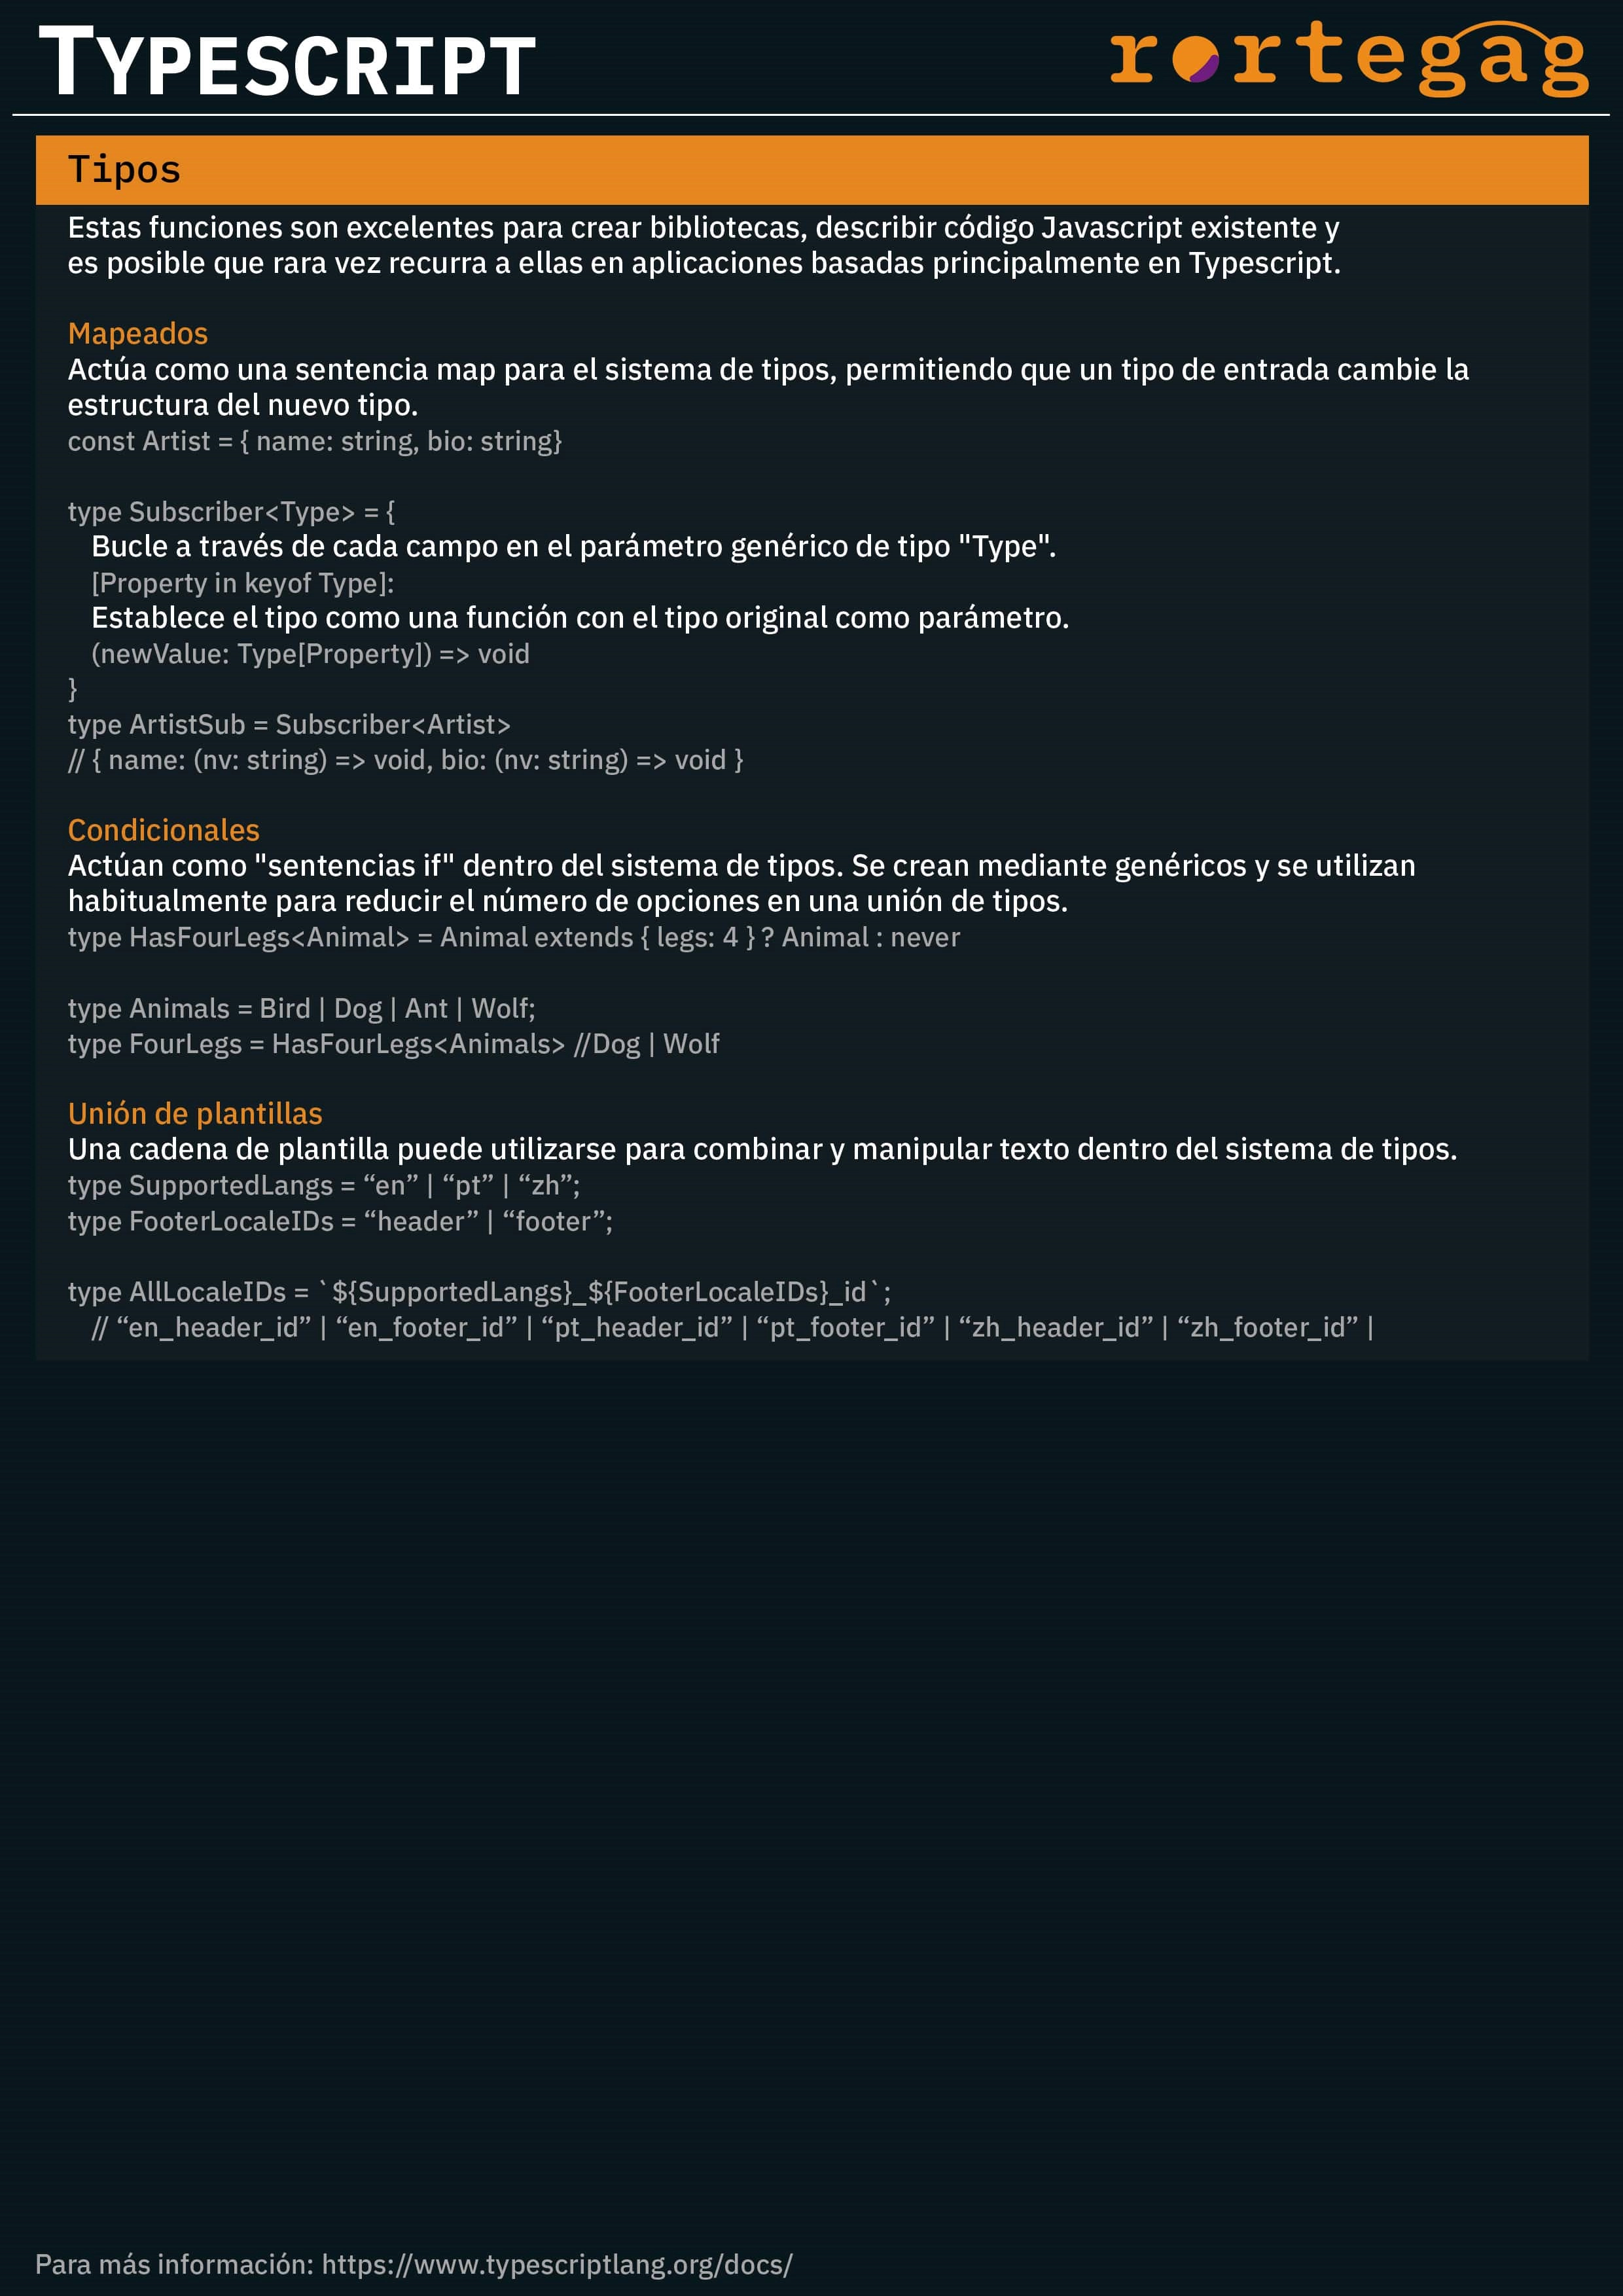 TYPESCRIPT
rortegag
Tipos
Estas funciones son excelentes para crear bibliotecas, describir código Javascript existente y
es posible que rara vez recurra a ellas en aplicaciones basadas principalmente en Typescript.
Mapeados
Actúa como una sentencia map para el sistema de tipos, permitiendo que un tipo de entrada cambie la
estructura del nuevo tipo.
const Artist = { name: string, bio: string}
type Subscriber<Type> = {
Bucle a través de cada campo en el parámetro genérico de tipo "Type".
[Property in keyof Type]:
Establece el tipo como una función con el tipo original como parámetro.
(newValue: Type[Property]) => void
}
type ArtistSub = Subscriber<Artist>
// { name: (nv: string) => void, bio: (nv: string) => void }
Condicionales
Actúan como "sentencias if" dentro del sistema de tipos. Se crean mediante genéricos y se utilizan
habitualmente para reducir el número de opciones en una unión de tipos.
type HasFourLegs<Animal> = Animal extends { legs: 4 } ? Animal : never
type Animals = Bird | Dog | Ant | Wolf;
type FourLegs = HasFourLegs<Animals> //Dog | Wolf
Unión de plantillas
Una cadena de plantilla puede utilizarse para combinar y manipular texto dentro del sistema de tipos.
type SupportedLangs = “en” | “pt” | “zh”;
type FooterLocaleIDs = “header” | “footer”;
type AllLocaleIDs = `${SupportedLangs}_${FooterLocaleIDs}_id`;
// “en_header_id” | “en_footer_id” | “pt_header_id” | “pt_footer_id” | “zh_header_id” | “zh_footer_id” |
Para más información: https://www.typescriptlang.org/docs/